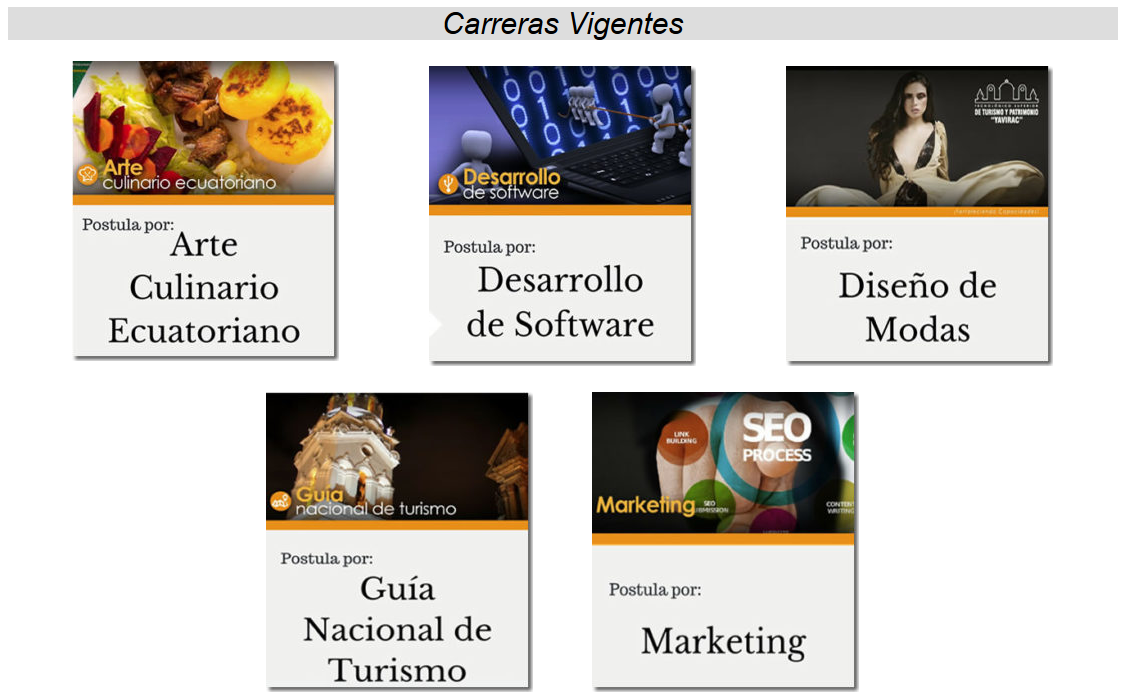 Carreras Vigentes
Arte
culinario ecuatoriano
Postula por:
Arte
Culinario
Ecuatoriano
Desarrollo
de software
Postula por:
Desarrollo
de Software
TECNOLÓGICO SUPERIOR
DE TURISMO Y PATRIMONIO
"YAVIRAC"
Postula por:
Diseño de
Modas
Guía
nacional de turismo
Postula por:
Guía
Nacional de
Turismo
LINK
BUILDING
SEO
PROCESS
Marketing
SEO
CONTENT
WRITING
Postula por:
Marketing